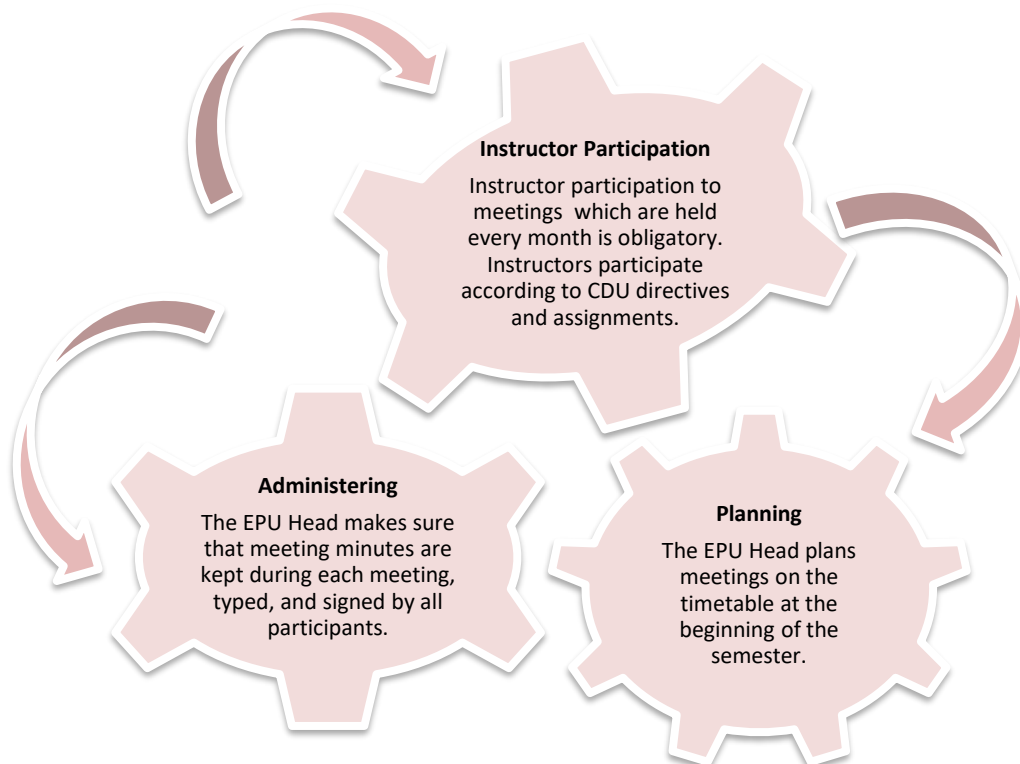 Instructor Participation
Instructor participation to
meetings  which are held
every month is obligatory.
Instructors participate
according to CDU directives
and assignments.
Administering
The EPU Head makes sure
that meeting minutes are
kept during each meeting,
typed, and signed by all
participants.
Planning
The EPU Head plans
meetings on the
timetable at the
beginning of the
semester.